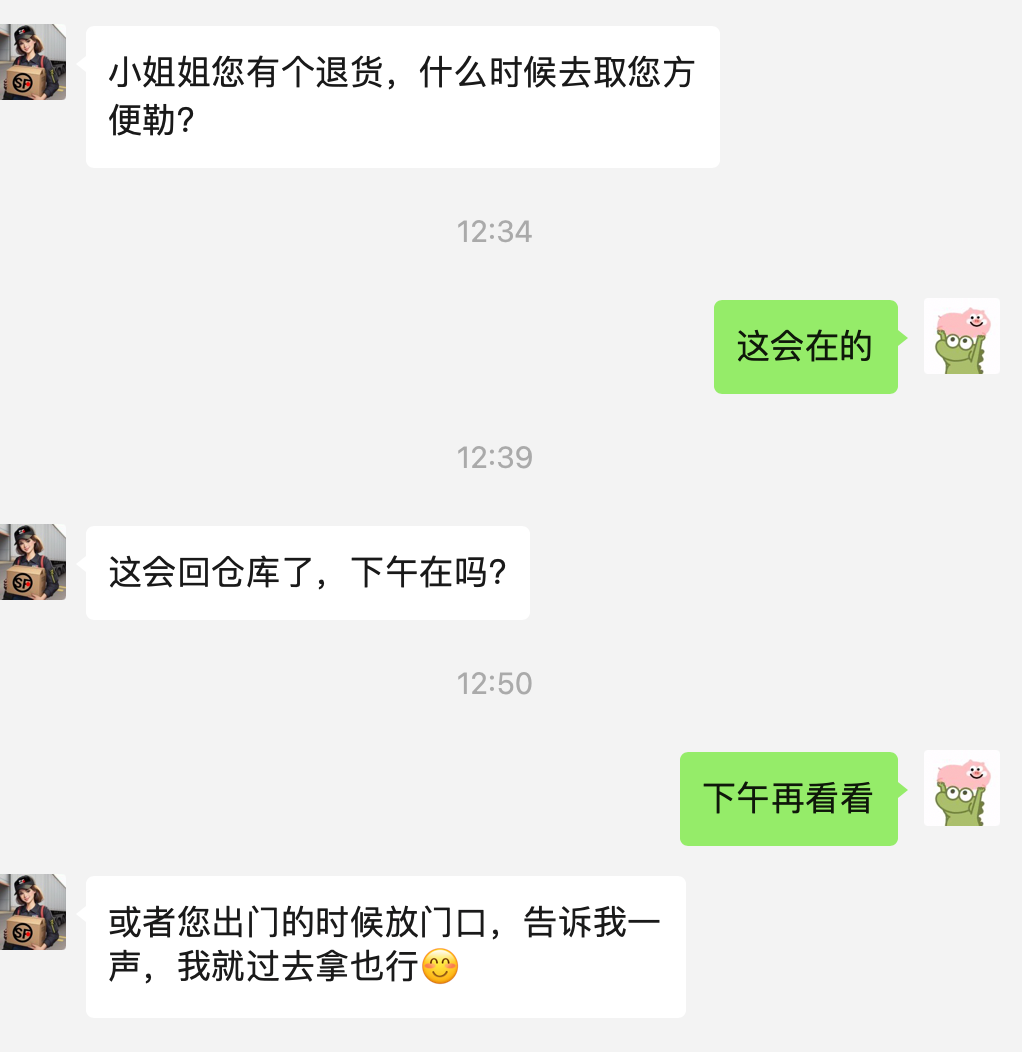 小姐姐您有个退货，什么时候去取您方
便勒?
12:34
这会在的
12:39
这会回仓库了，下午在吗?
12:50
下午再看看
或者您出门的时候放门口，告诉我一
声，我就过去拿也行😊
SF
SF
SF